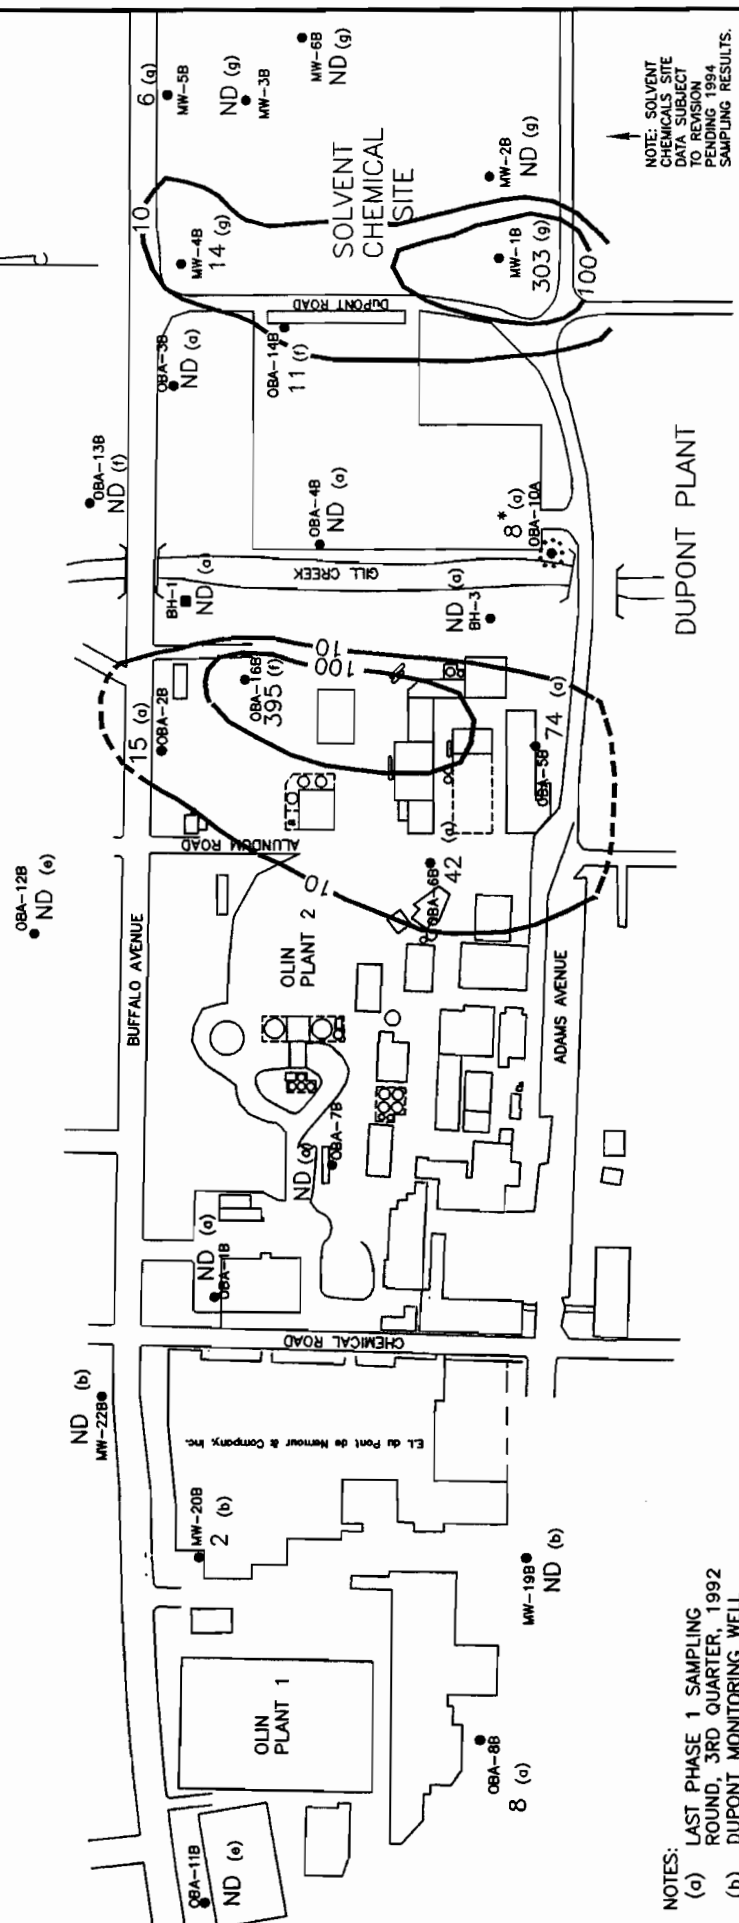 6 (g)
MW-5B
ND (g)
MW-3B
MW-6B
ND (g)
NOTE: SOLVENT
CHEMICALS SITE
DATA SUBJECT
TO REVISION
PENDING 1994
SAMPLING RESULTS.
10
MW-4B
14 (g)
SOLVENT
CHEMICAL
SITE
MW-2B
ND (g)
MW-1B
303 (g)
100
DuPONT ROAD
OBA-3B
ND (a)
OBA-14B
11 (f)
OBA-13B
ND (f)
OBA-4B
ND (a)
8* (a)
OBA-10A
GILL CREEK
BH-1
ND (a)
ND (a)
BH-3
DUPONT PLANT
10
100
OBA-16B
395 (f)
15 (a)
OBA-2B
74 (a)
OBA-5B
ALUNDUM ROAD
42 (a)
OBA-6B
10
OBA-12B
ND (e)
BUFFALO AVENUE
OLIN
PLANT 2
ADAMS AVENUE
ND (a)
OBA-7B
ND (a)
OBA-1B
CHEMICAL ROAD
ND (b)
MW-22B
E.I. du Pont de Nemour & Company, Inc.
MW-20B
2 (b)
MW-19B
ND (b)
OLIN
PLANT 1
OBA-8B
8 (a)
OBA-11B
ND (e)
NOTES:
(a) LAST PHASE 1 SAMPLING
ROUND, 3RD QUARTER, 1992
(b) DUPONT MONITORING WELL